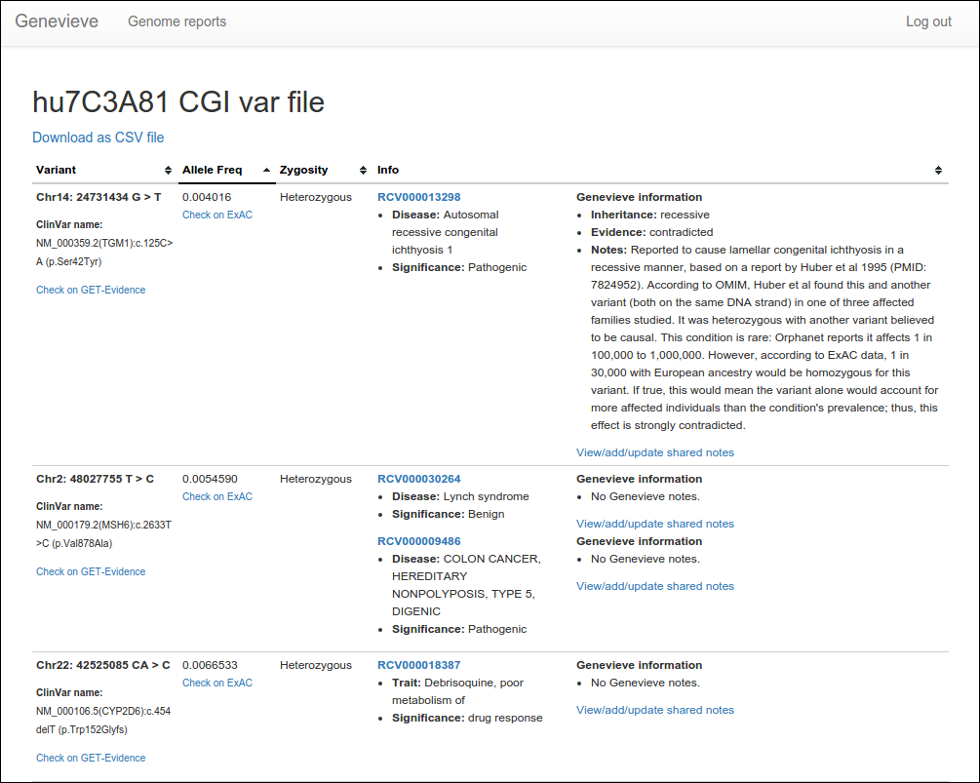 Genevieve Genome reports Log out
hu7C3A81 CGI var file
Download as CSV file
Variant Allele Freq Zygosity Info
Chr14: 24731434 G > T
ClinVar name:
NM_000359.2(TGM1):c.125C>
A (p.Ser42Tyr)
Check on GET-Evidence
0.004016
Check on ExAC
Heterozygous
RCV000013298
• Disease: Autosomal
recessive congenital
ichthyosis 1
• Significance: Pathogenic
Genevieve information
• Inheritance: recessive
• Evidence: contradicted
• Notes: Reported to cause lamellar congenital ichthyosis in a
recessive manner, based on a report by Huber et al 1995 (PMID:
7824952). According to OMIM, Huber et al found this and another
variant (both on the same DNA strand) in one of three affected
families studied. It was heterozygous with another variant believed
to be causal. This condition is rare: Orphanet reports it affects 1 in
100,000 to 1,000,000. However, according to ExAC data, 1 in
30,000 with European ancestry would be homozygous for this
variant. If true, this would mean the variant alone would account for
more affected individuals than the condition's prevalence; thus, this
effect is strongly contradicted.
View/add/update shared notes
Chr2: 48027755 T > C
ClinVar name:
NM_000179.2(MSH6):c.2633T
>C (p.Val878Ala)
Check on GET-Evidence
0.0054590
Check on ExAC
Heterozygous
RCV000030264
• Disease: Lynch syndrome
• Significance: Benign
RCV000009486
• Disease: COLON CANCER,
HEREDITARY
NONPOLYPOSIS, TYPE 5,
DIGENIC
• Significance: Pathogenic
Genevieve information
• No Genevieve notes.
View/add/update shared notes
Genevieve information
• No Genevieve notes.
View/add/update shared notes
Chr22: 42525085 CA > C
ClinVar name:
NM_000106.5(CYP2D6):c.454
delT (p.Trp152Glyfs)
Check on GET-Evidence
0.0066533
Check on ExAC
Heterozygous
RCV000018387
• Trait: Debrisoquine, poor
metabolism of
• Significance: drug response
Genevieve information
• No Genevieve notes.
View/add/update shared notes